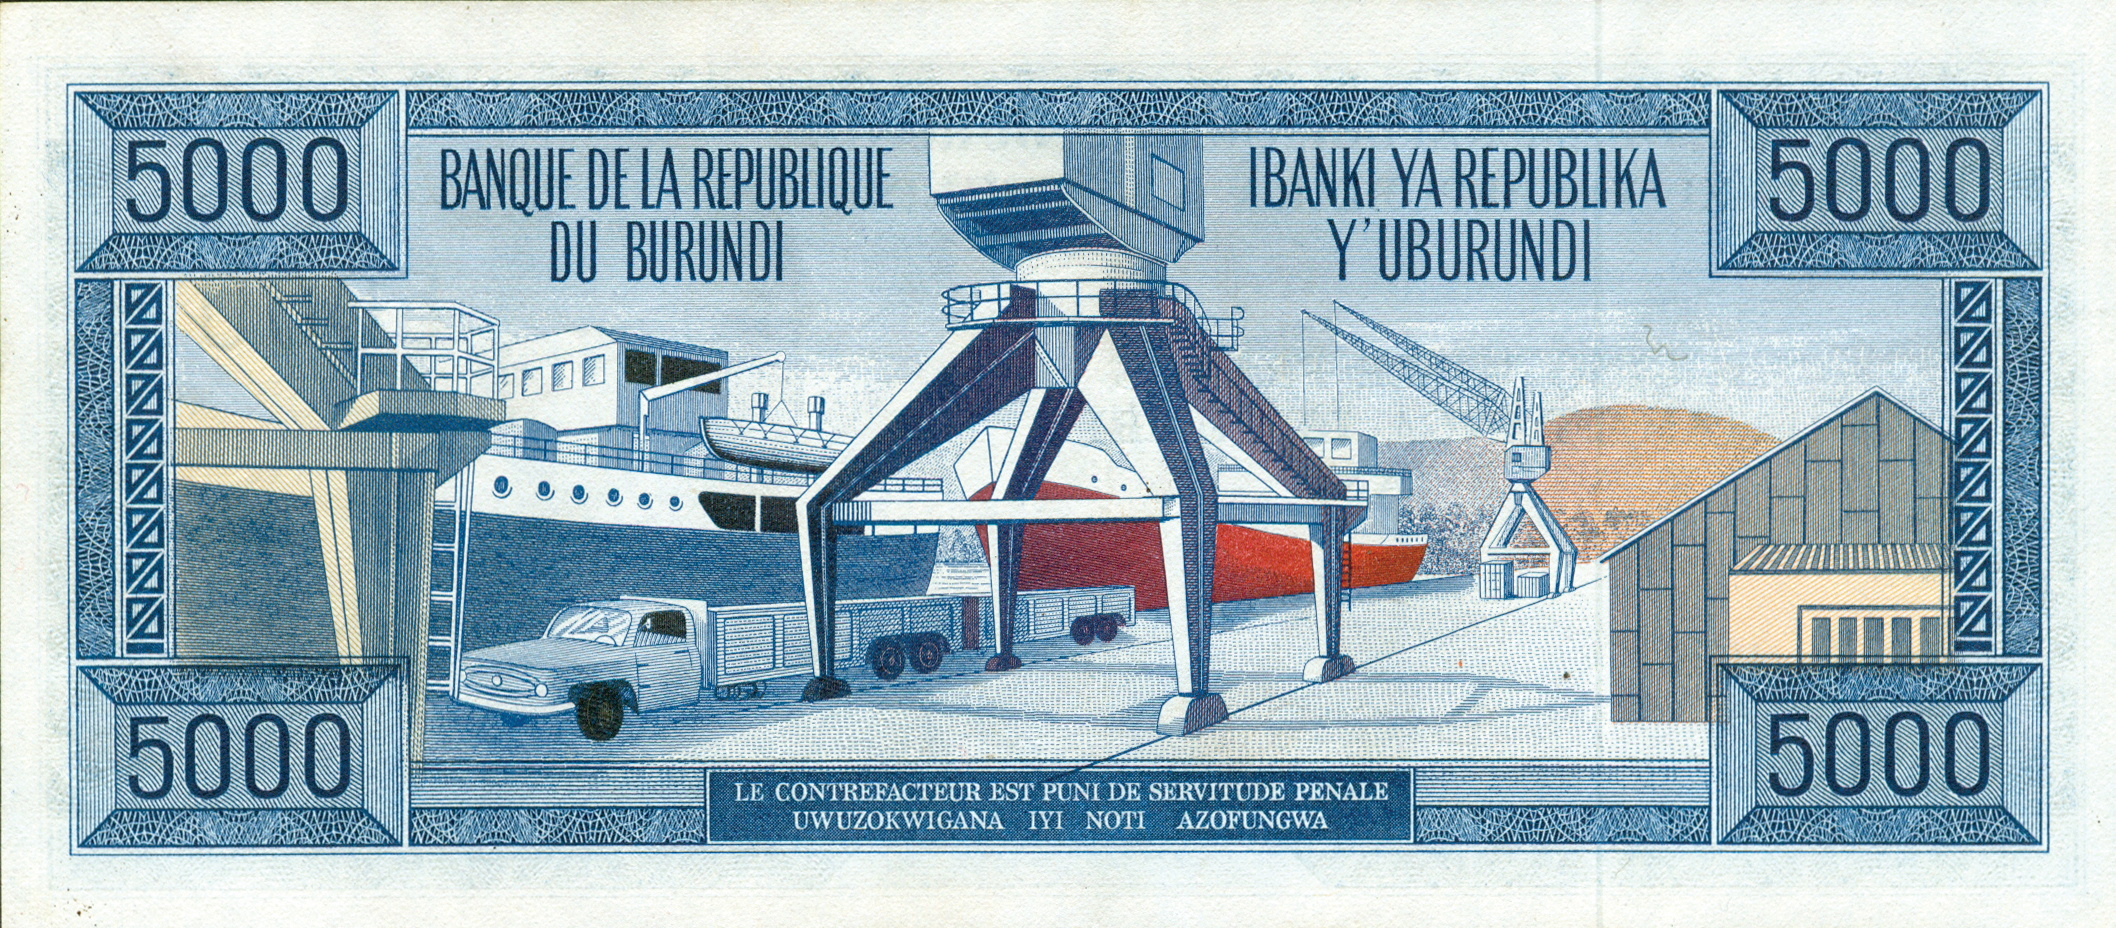 5000
5000
BANQUE DE LA REPUBLIQUE
DU BURUNDI
IBANKI YA REPUBLIKA
Y'UBURUNDI
5000
5000
LE CONTREFACTEUR EST PUNI DE SERVITUDE PENALE
UWUZOKWIGANA IYI NOTI AZOFUNGWA